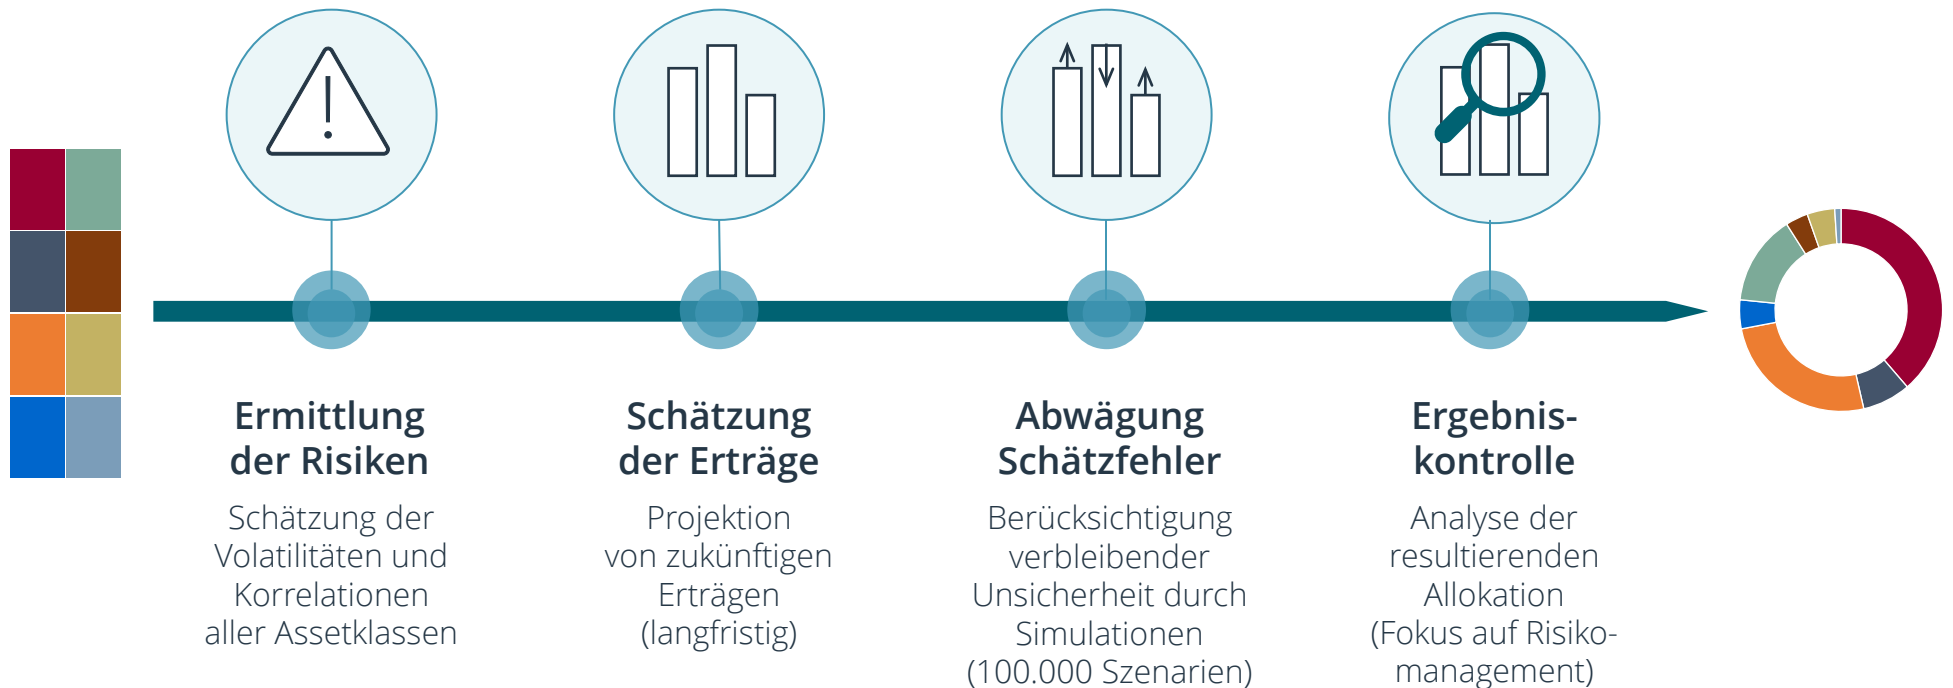 Ermittlung
der Risiken
Schätzung der
Volatilitäten und
Korrelationen
aller Assetklassen
Schätzung
der Erträge
Projektion
von zukünftigen
Erträgen
(langfristig)
Abwägung
Schätzfehler
Berücksichtigung
verbleibender
Unsicherheit durch
Simulationen
(100.000 Szenarien)
Ergebnis-
kontrolle
Analyse der
resultierenden
Allokation
(Fokus auf Risiko-
management)